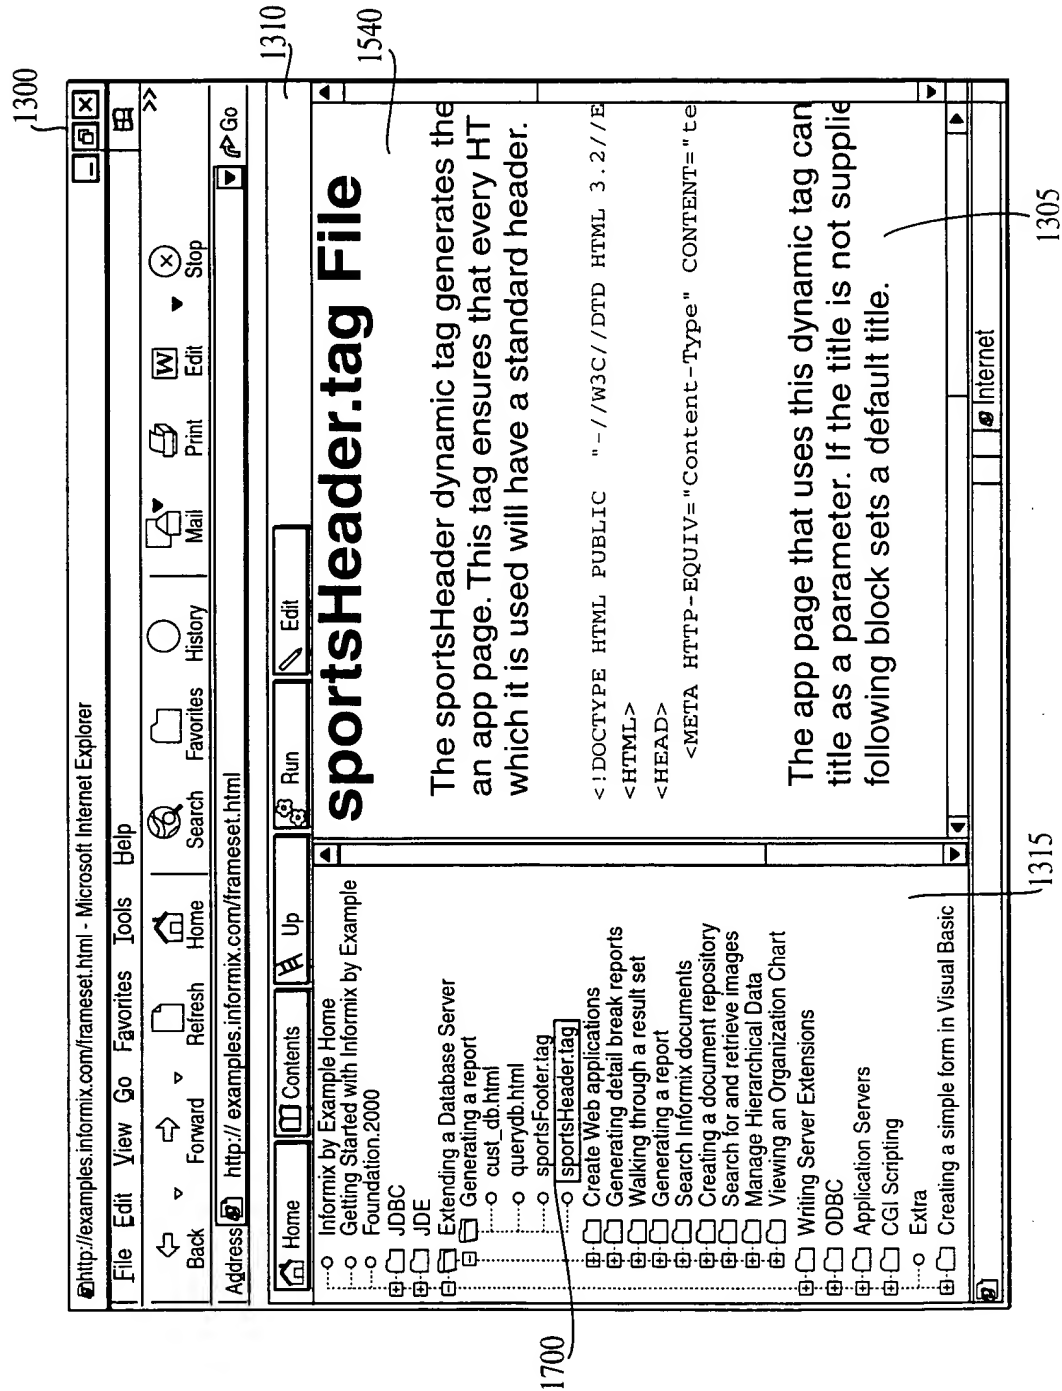 1300
http://examples.informix.com/frameset.html - Microsoft Internet Explorer
File Edit View Go Favorites Tools Help
Back Forward Refresh Home Search Favorites History Mail Print Edit Stop >>
Address http:// examples.informix.com/frameset.html Go
Home Contents Up Run Edit
1310
Informix by Example Home
Getting Started with Informix by Example
Foundation.2000
JDBC
JDE
Extending a Database Server
Generating a report
cust_db.html
querydb.html
sportsFooter.tag
sportsHeader.tag
Create Web applications
Generating detail break reports
Walking through a result set
Generating a report
Search Informix documents
Creating a document repository
Search for and retrieve images
Manage Hierarchical Data
Viewing an Organization Chart
Writing Server Extensions
ODBC
Application Servers
CGI Scripting
Extra
Creating a simple form in Visual Basic
1700
1315
sportsHeader.tag File
1540
The sportsHeader dynamic tag generates the
an app page. This tag ensures that every HT
which it is used will have a standard header.
<!DOCTYPE HTML PUBLIC "-//W3C//DTD HTML 3.2//E
<HTML>
<HEAD>
<META HTTP-EQUIV="Content-Type" CONTENT="te
The app page that uses this dynamic tag can
title as a parameter. If the title is not supplie
following block sets a default title.
1305
Internet